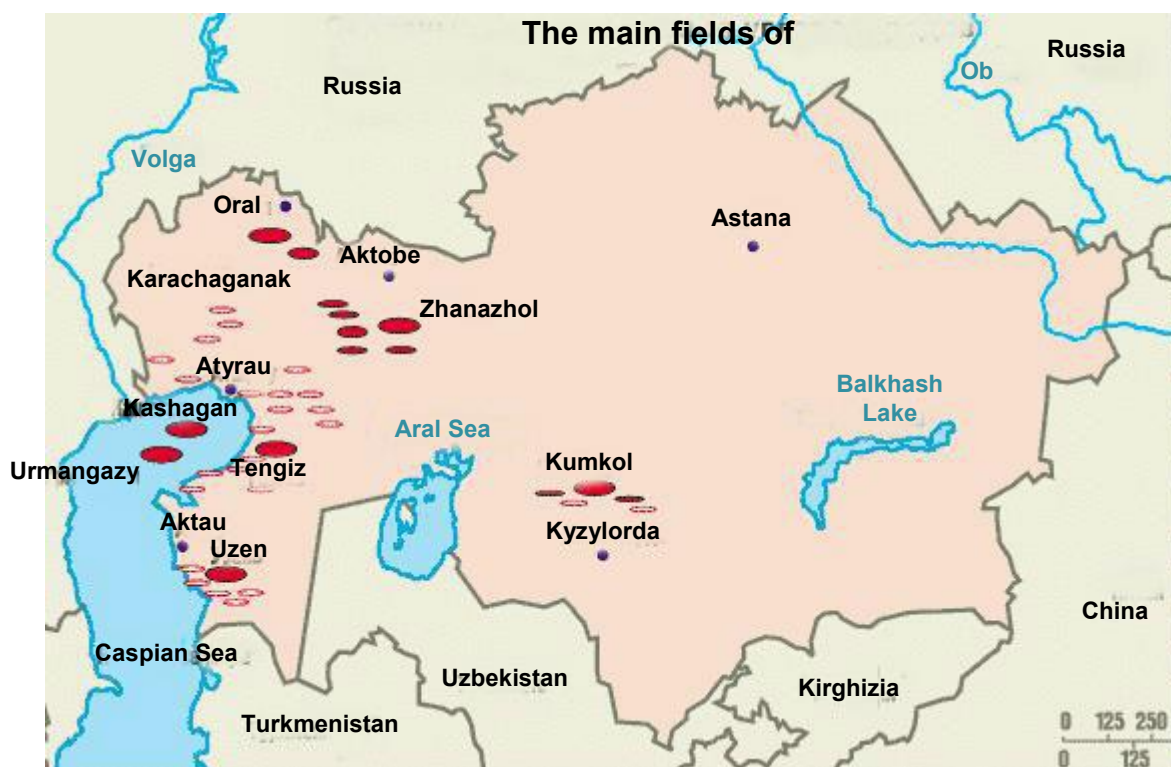 The main fields of
Russia
Russia
Ob
Volga
Oral
Astana
Aktobe
Karachaganak
Zhanazhol
Atyrau
Kashagan
Balkhash
Lake
Aral Sea
Urmangazy
Tengiz
Kumkol
Aktau
Uzen
Kyzylorda
China
Caspian Sea
Uzbekistan
Kirghizia
Turkmenistan
0 125 250
0 125